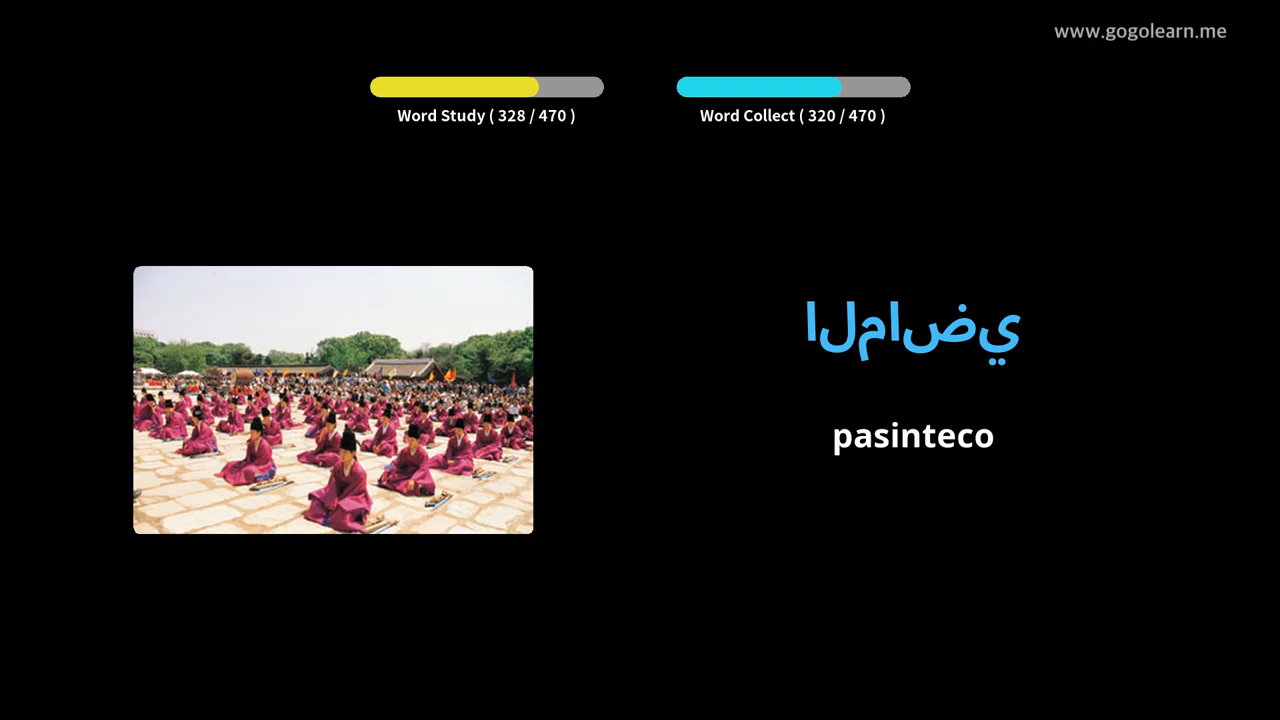 www.gogolearn.me
Word Study ( 328 / 470 )
Word Collect ( 320 / 470 )
الماضي
pasinteco